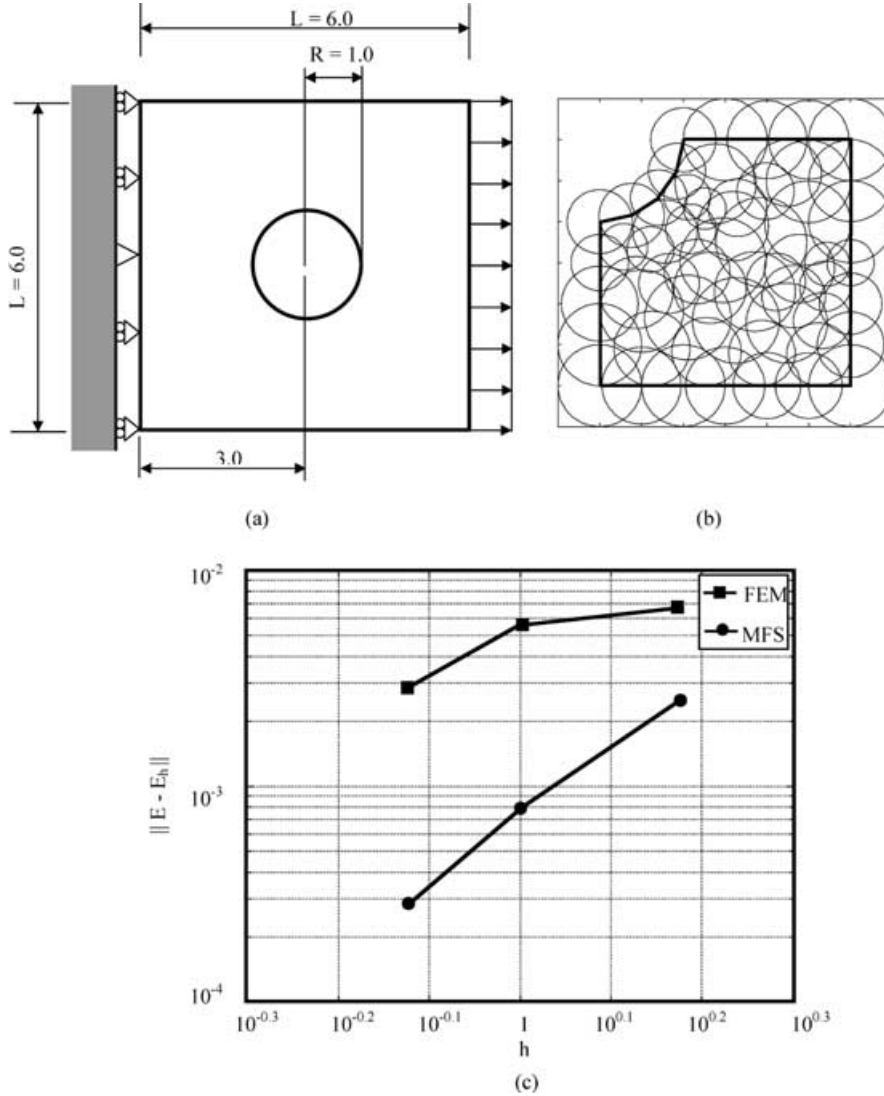 L = 6.0
R = 1.0
L = 6.0
3.0
(a)
(b)
10^-2
FEM
MFS
|| E - E_h ||
10^-3
10^-4
10^-0.3
10^-0.2
10^-0.1
1
10^0.1
10^0.2
10^0.3
h
(c)